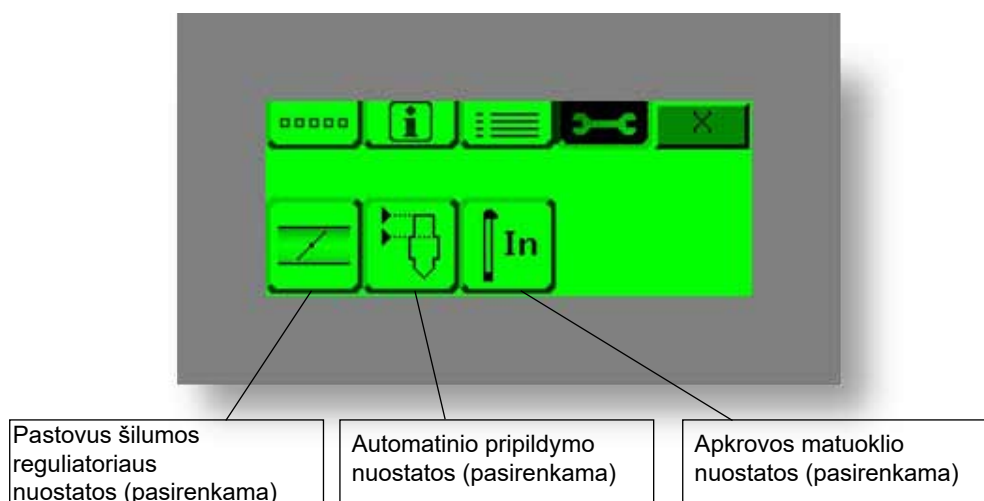 i
X
In
Pastovus šilumos
reguliatoriaus
nuostatos (pasirenkama)
Automatinio pripildymo
nuostatos (pasirenkama)
Apkrovos matuoklio
nuostatos (pasirenkama)